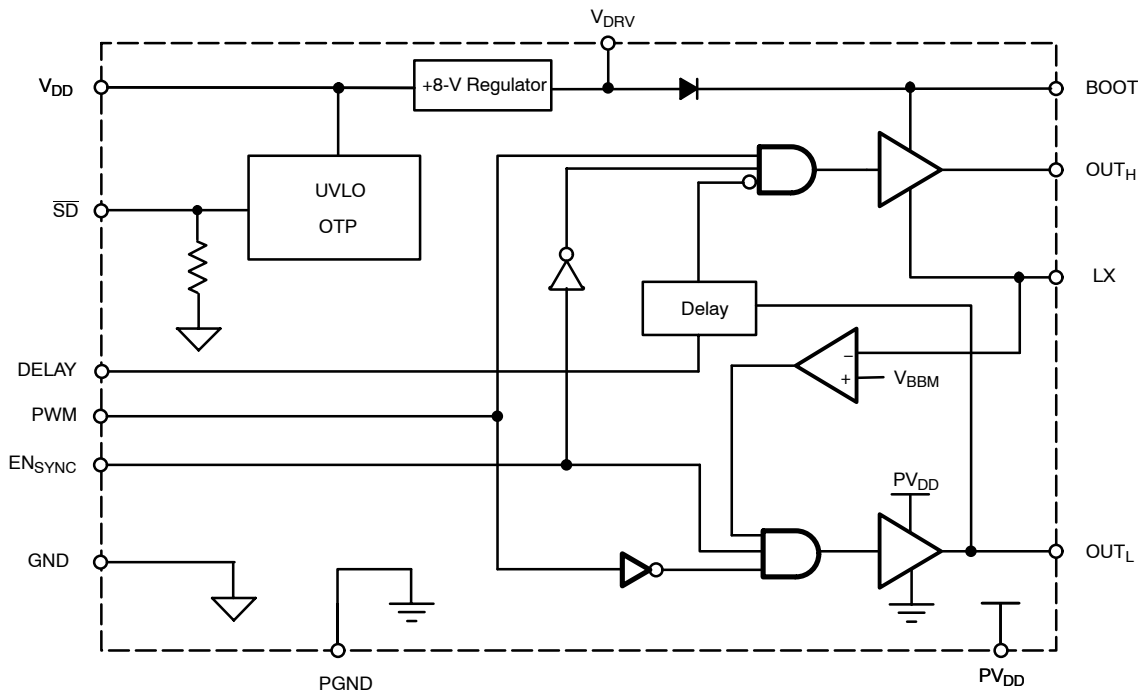 VDRV
VDD
+8-V Regulator
BOOT
UVLO
OTP
OUTH
SD
LX
Delay
DELAY
−
+
VBBM
PWM
ENSYNC
PVDD
GND
OUTL
PGND
PVDD